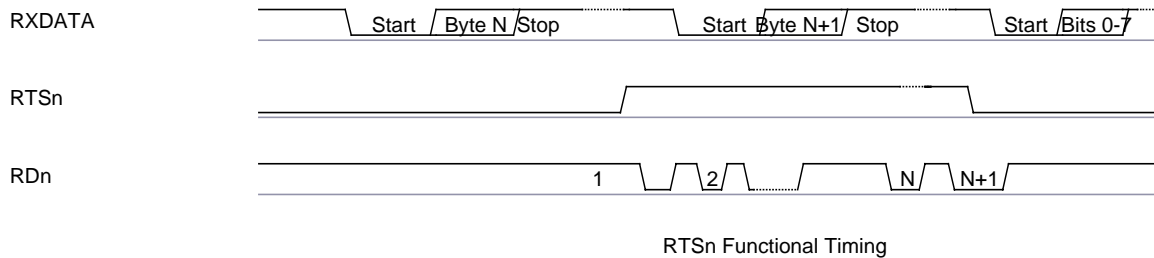 RXDATA Start Byte N Stop Start Byte N+1 Stop Start Bits 0-7
RTSn
RDn 1 2 N N+1
RTSn Functional Timing